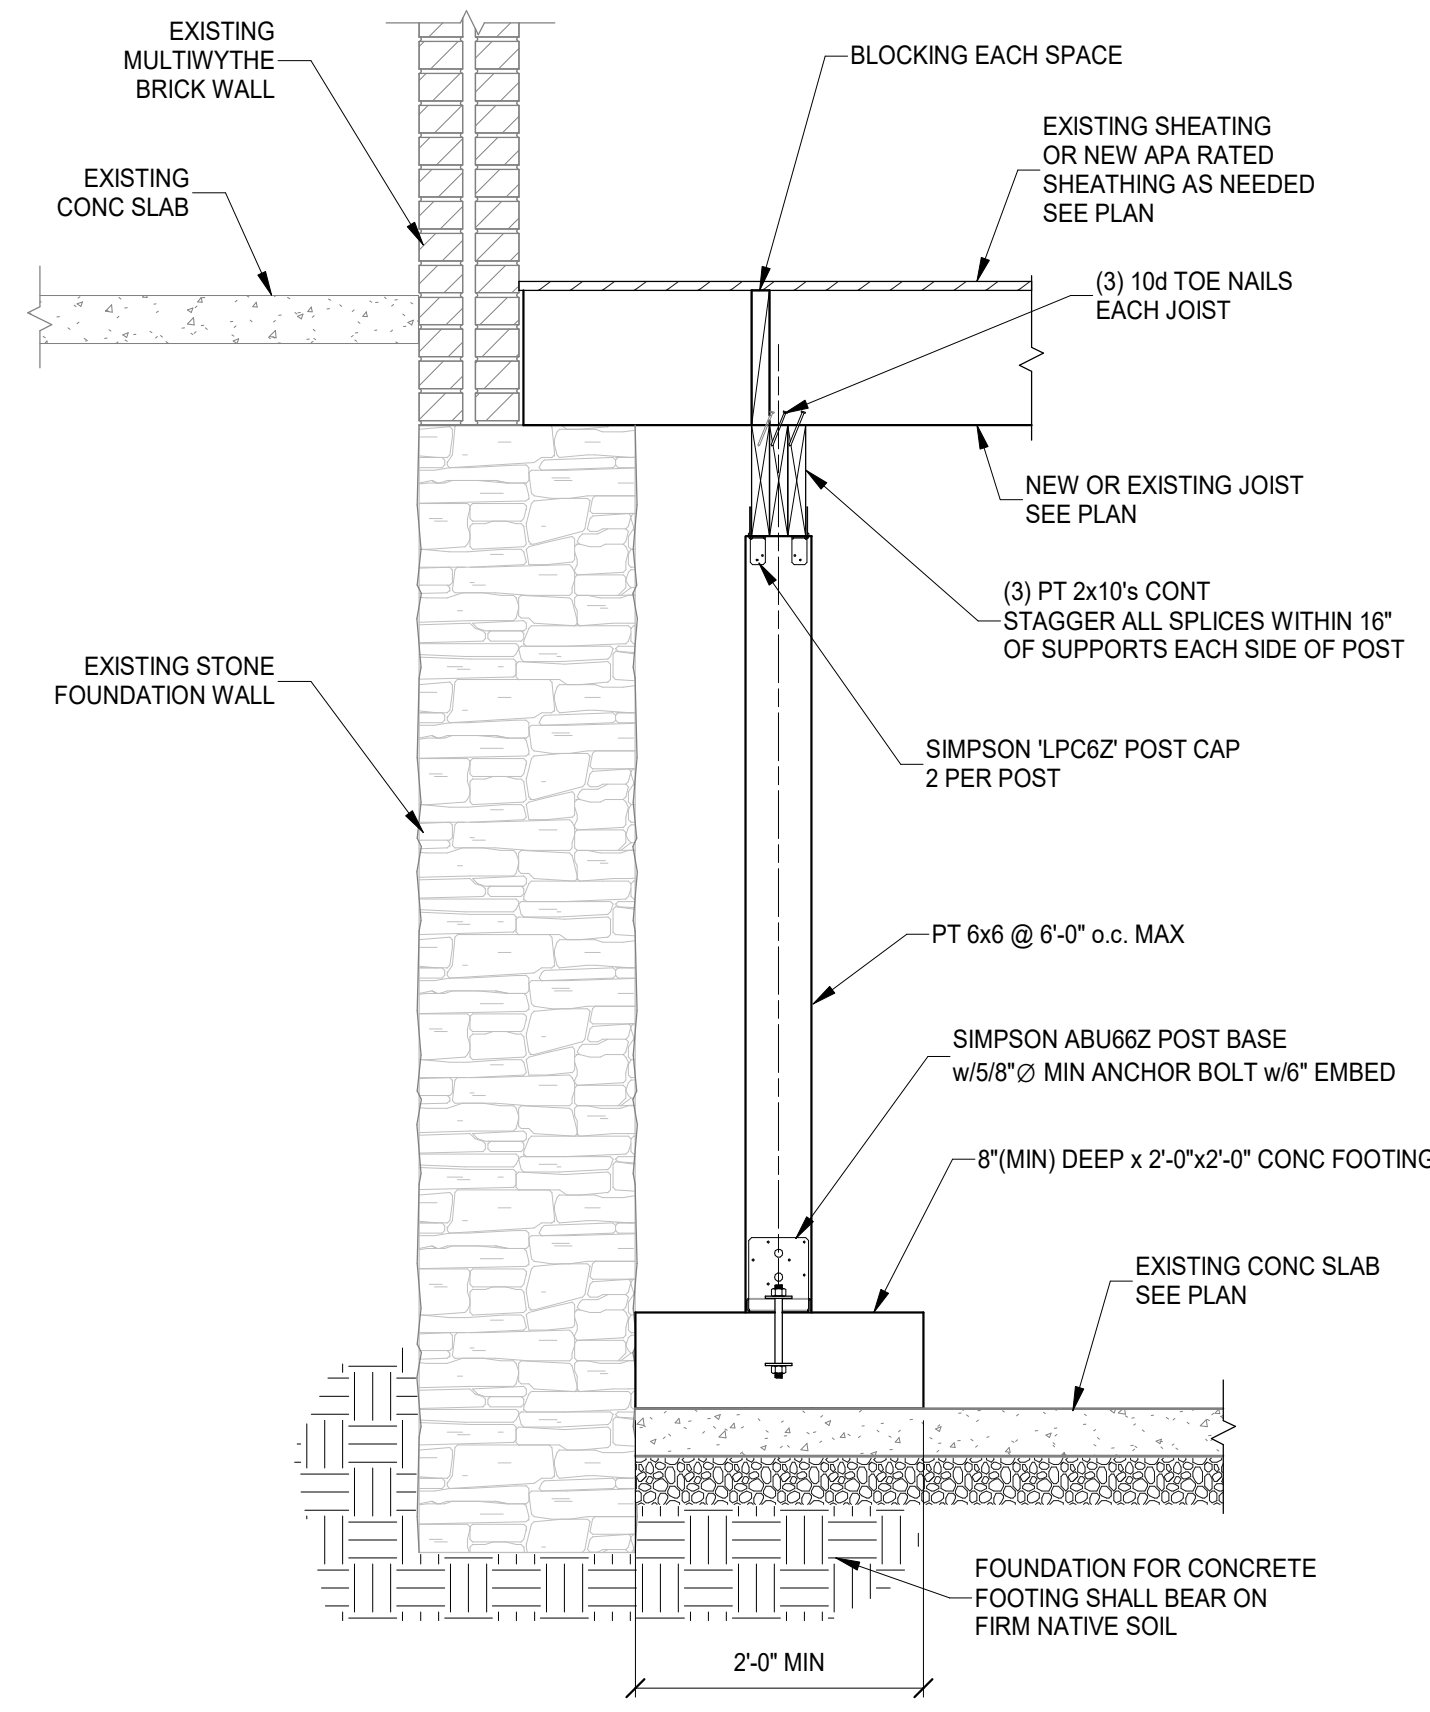 EXISTING
MULTIWYTHE
BRICK WALL
BLOCKING EACH SPACE
EXISTING SHEATING
OR NEW APA RATED
SHEATHING AS NEEDED
SEE PLAN
EXISTING
CONC SLAB
(3) 10d TOE NAILS
EACH JOIST
NEW OR EXISTING JOIST
SEE PLAN
(3) PT 2x10's CONT
STAGGER ALL SPLICES WITHIN 16"
OF SUPPORTS EACH SIDE OF POST
EXISTING STONE
FOUNDATION WALL
SIMPSON 'LPC6Z' POST CAP
2 PER POST
PT 6x6 @ 6'-0" o.c. MAX
SIMPSON ABU66Z POST BASE
w/5/8"∅ MIN ANCHOR BOLT w/6" EMBED
8"(MIN) DEEP x 2'-0"x2'-0" CONC FOOTING
EXISTING CONC SLAB
SEE PLAN
FOUNDATION FOR CONCRETE
FOOTING SHALL BEAR ON
FIRM NATIVE SOIL
2'-0" MIN